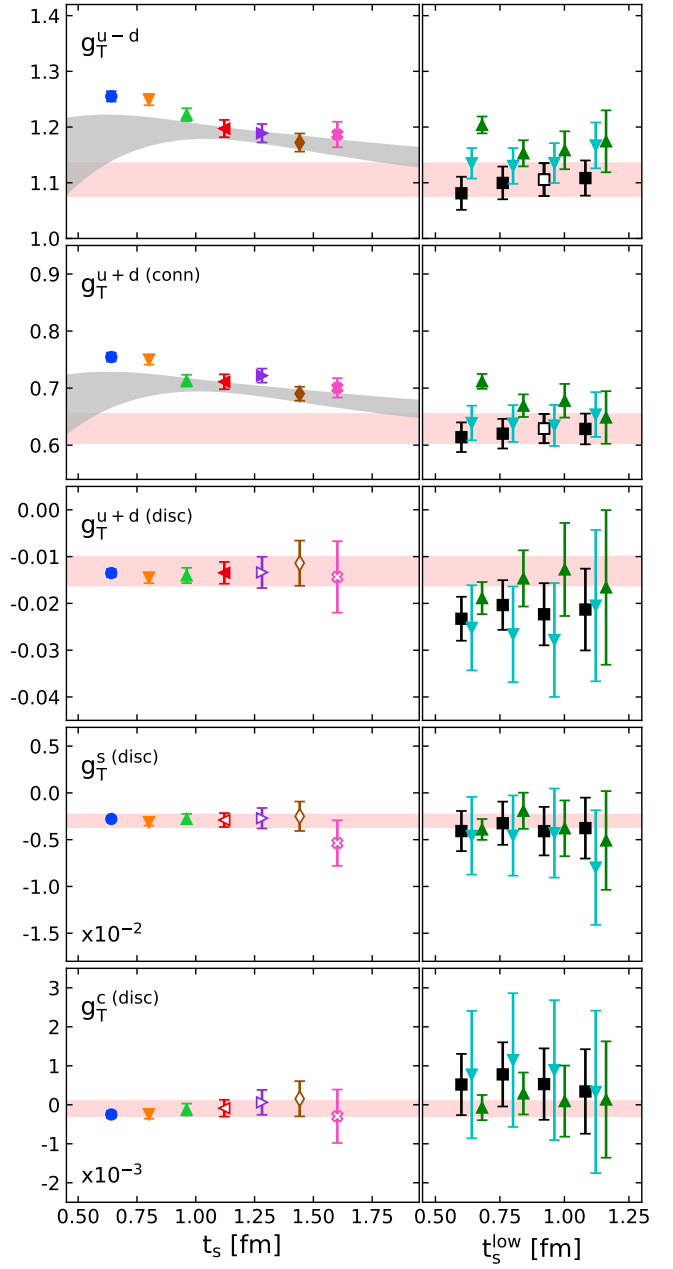 1.4
1.3
1.2
1.1
1.0
g_T^{u−d}
0.9
0.8
0.7
0.6
g_T^{u+d (conn)}
0.00
-0.01
-0.02
-0.03
-0.04
g_T^{u+d (disc)}
0.5
0.0
-0.5
-1.0
-1.5
g_T^{s (disc)}
x10^{−2}
3
2
1
0
-1
-2
g_T^{c (disc)}
x10^{−3}
0.50 0.75 1.00 1.25 1.50 1.75
0.50 0.75 1.00 1.25
t_s [fm]
t_s^{low} [fm]